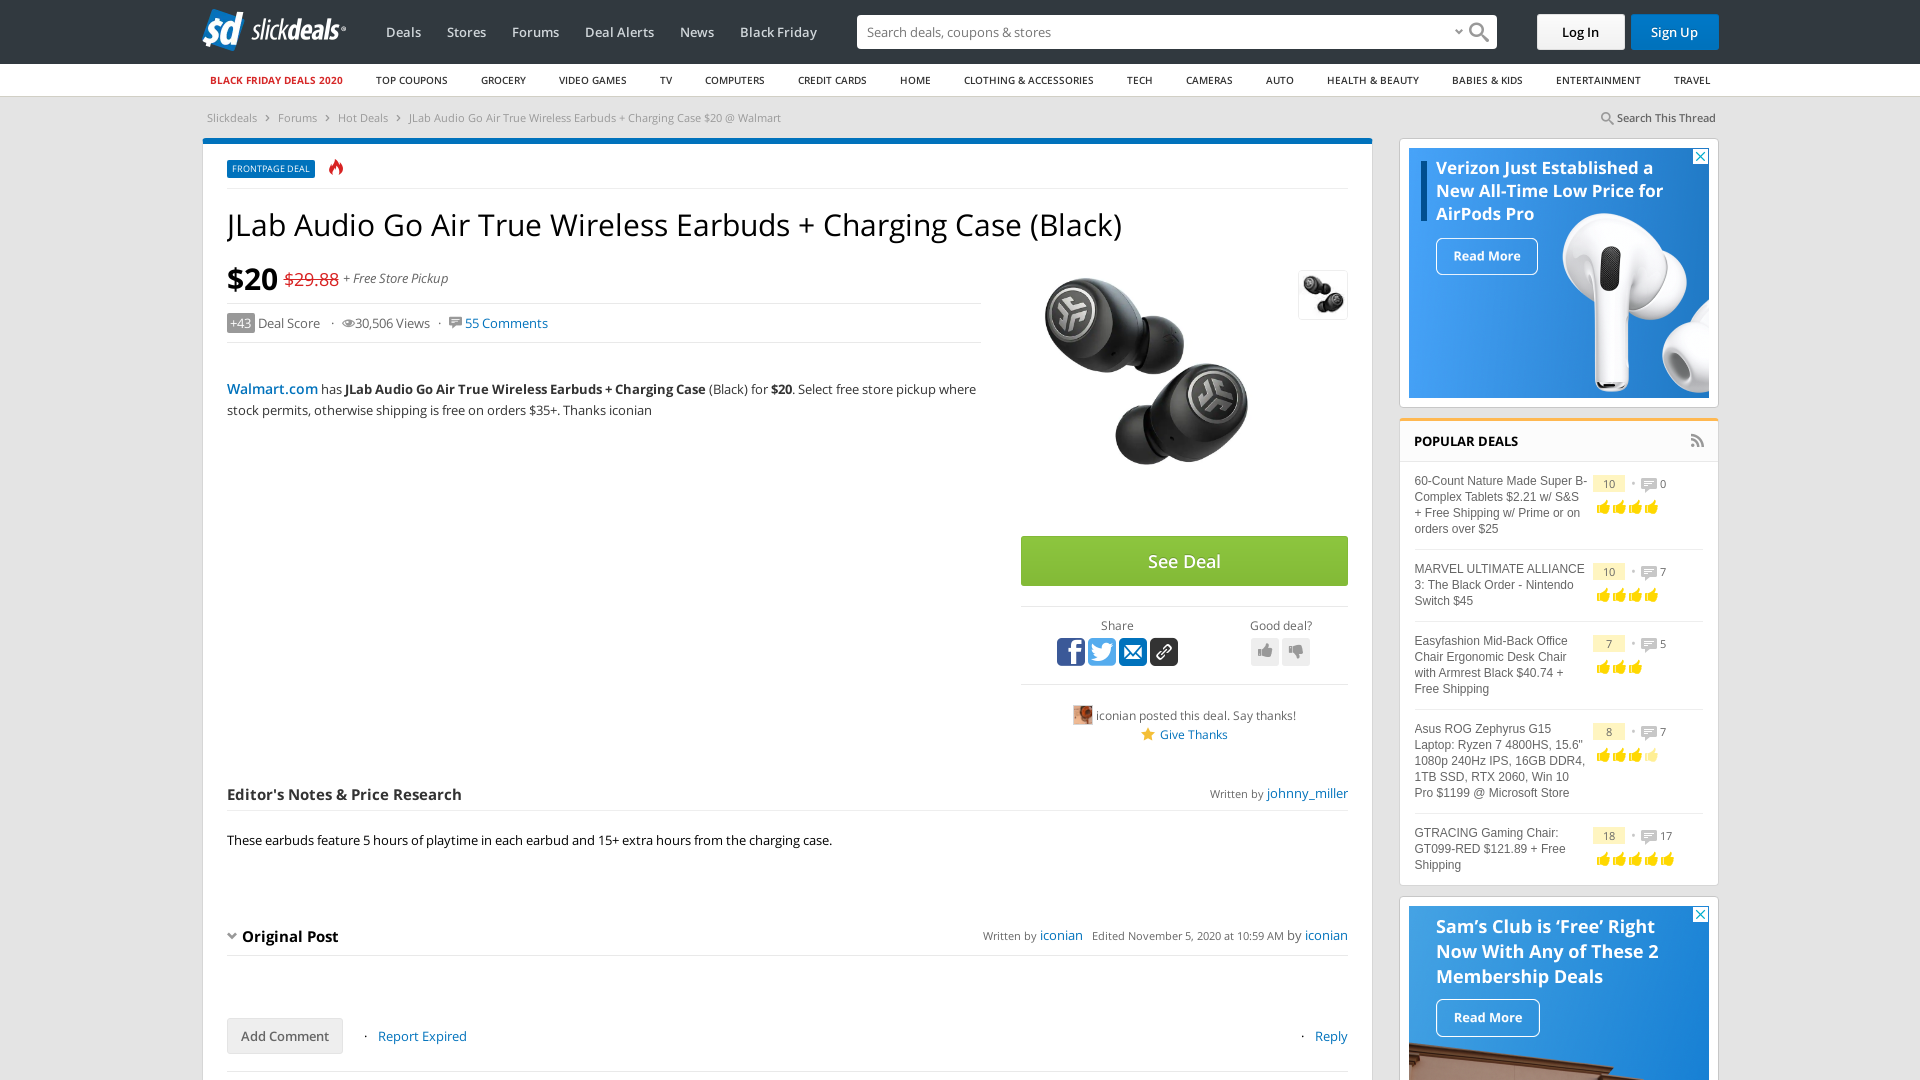 sd slickdeals
Deals Stores Forums Deal Alerts News Black Friday
Search deals, coupons & search
Log In Sign Up
BLACK FRIDAY DEALS 2020 TOP COUPONS GROCERY VIDEO GAMES TV COMPUTERS CREDIT CARDS HOME CLOTHING & ACCESSORIES TECH CAMERAS AUTO HEALTH & BEAUTY BABIES & KIDS ENTERTAINMENT TRAVEL
Slickdeals › Forums › Hot Deals › JLab Audio Go Air True Wireless Earbuds + Charging Case $20 @ Walmart
Search This Thread
FRONTPAGE DEAL
JLab Audio Go Air True Wireless Earbuds + Charging Case (Black)
$20 $29.88 + Free Store Pickup
+43 Deal Score · 30,506 Views · 55 Comments
Walmart.com has JLab Audio Go Air True Wireless Earbuds + Charging Case (Black) for $20. Select free store pickup where
stock permits, otherwise shipping is free on orders $35+. Thanks iconian
See Deal
Share
Good deal?
iconian posted this deal. Say thanks!
Give Thanks
Editor's Notes & Price Research
Written by johnny_miller
These earbuds feature 5 hours of playtime in each earbud and 15+ extra hours from the charging case.
Original Post
Written by iconian Edited November 5, 2020 at 10:59 AM by iconian
Add Comment · Report Expired
· Reply
Verizon Just Established a
New All-Time Low Price for
AirPods Pro
Read More
POPULAR DEALS
60-Count Nature Made Super B-
Complex Tablets $2.21 w/ S&S
+ Free Shipping w/ Prime or on
orders over $25
10 • 0
MARVEL ULTIMATE ALLIANCE
3: The Black Order - Nintendo
Switch $45
10 • 7
Easyfashion Mid-Back Office
Chair Ergonomic Desk Chair
with Armrest Black $40.74 +
Free Shipping
7 • 5
Asus ROG Zephyrus G15
Laptop: Ryzen 7 4800HS, 15.6"
1080p 240Hz IPS, 16GB DDR4,
1TB SSD, RTX 2060, Win 10
Pro $1199 @ Microsoft Store
8 • 7
GTRACING Gaming Chair:
GT099-RED $121.89 + Free
Shipping
18 • 17
Sam's Club is ‘Free’ Right
Now With Any of These 2
Membership Deals
Read More